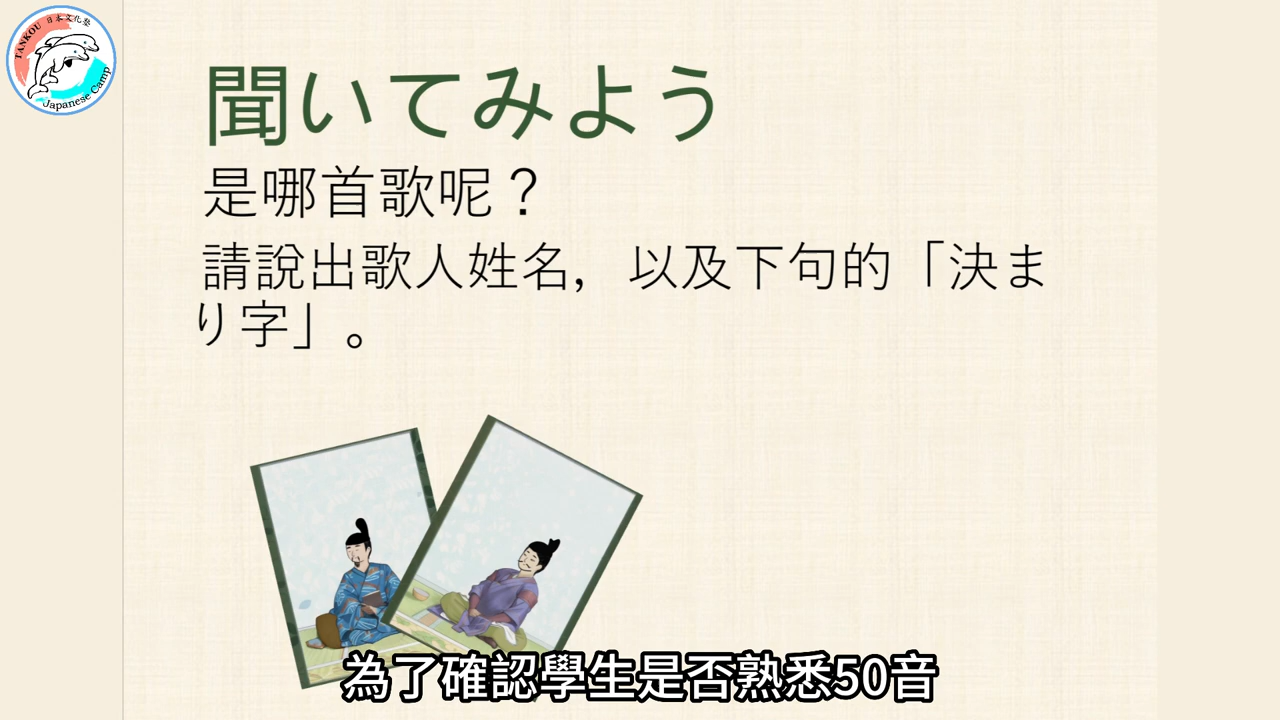 TANKOU 日本文化塾
Japanese Camp
聞いてみよう
是哪首歌呢？
請說出歌人姓名，以及下句的「決ま
り字」。
為了確認學生是否熟悉50音